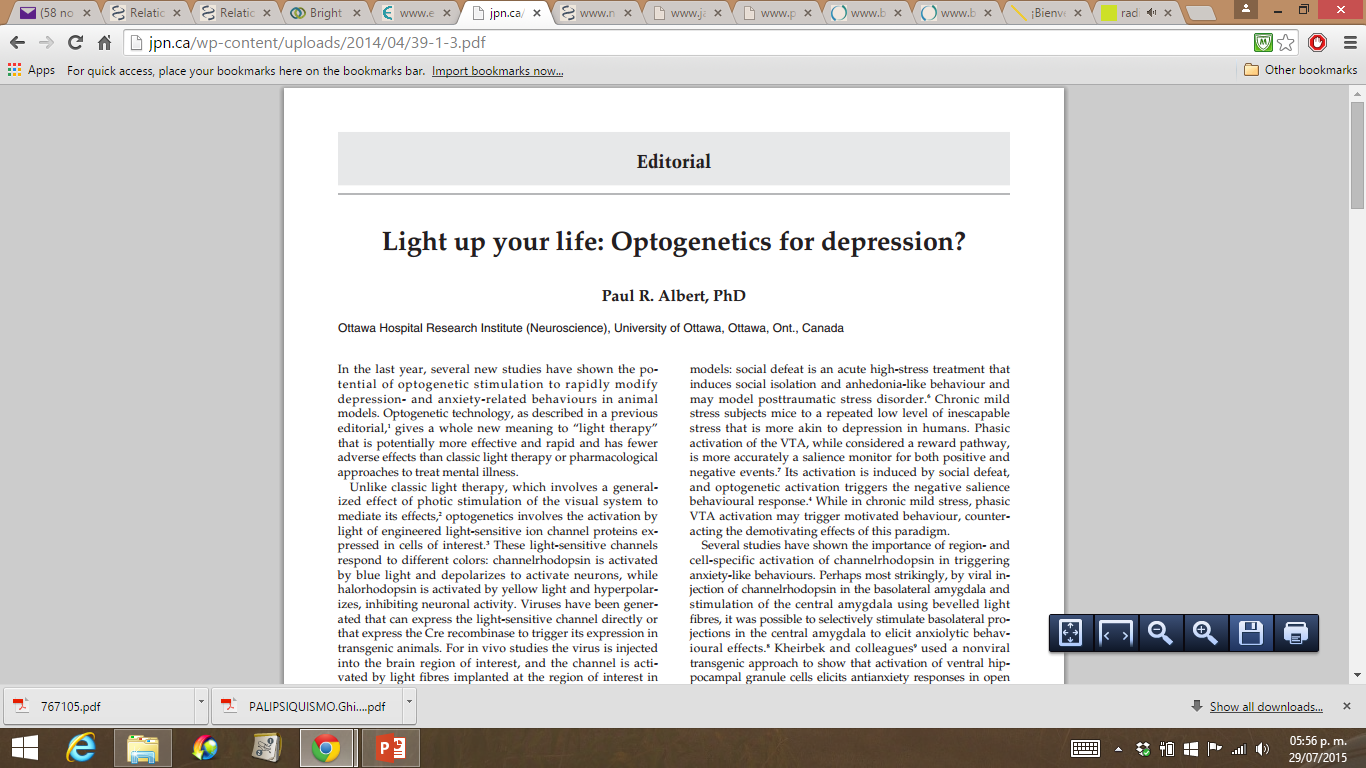 (58 no
Relatic
Relatic
Bright
www.e
jpn.ca/
www.n
www.ja
www.p
www.b
www.b
¡Bienv
radi
jpn.ca/wp-content/uploads/2014/04/39-1-3.pdf
Apps
For quick access, place your bookmarks here on the bookmarks bar. Import bookmarks now...
Other bookmarks
Editorial
Light up your life: Optogenetics for depression?
Paul R. Albert, PhD
Ottawa Hospital Research Institute (Neuroscience), University of Ottawa, Ottawa, Ont., Canada
In the last year, several new studies have shown the po-
tential of optogenetic stimulation to rapidly modify
depression- and anxiety-related behaviours in animal
models. Optogenetic technology, as described in a previous
editorial,¹ gives a whole new meaning to “light therapy”
that is potentially more effective and rapid and has fewer
adverse effects than classic light therapy or pharmacological
approaches to treat mental illness.
Unlike classic light therapy, which involves a general-
ized effect of photic stimulation of the visual system to
mediate its effects,² optogenetics involves the activation by
light of engineered light-sensitive ion channel proteins ex-
pressed in cells of interest.³ These light-sensitive channels
respond to different colors: channelrhodopsin is activated
by blue light and depolarizes to activate neurons, while
halorhodopsin is activated by yellow light and hyperpolar-
izes, inhibiting neuronal activity. Viruses have been gener-
ated that can express the light-sensitive channel directly or
that express the Cre recombinase to trigger its expression in
transgenic animals. For in vivo studies the virus is injected
into the brain region of interest, and the channel is acti-
vated by light fibres implanted at the region of interest in
models: social defeat is an acute high-stress treatment that
induces social isolation and anhedonia-like behaviour and
may model posttraumatic stress disorder.⁶ Chronic mild
stress subjects mice to a repeated low level of inescapable
stress that is more akin to depression in humans. Phasic
activation of the VTA, while considered a reward pathway,
is more accurately a salience monitor for both positive and
negative events.⁷ Its activation is induced by social defeat,
and optogenetic activation triggers the negative salience
behavioural response.⁴ While in chronic mild stress, phasic
VTA activation may trigger motivated behaviour, counter-
acting the demotivating effects of this paradigm.
Several studies have shown the importance of region- and
cell-specific activation of channelrhodopsin in triggering
anxiety-like behaviours. Perhaps most strikingly, by viral in-
jection of channelrhodopsin in the basolateral amygdala and
stimulation of the central amygdala using bevelled light
fibres, it was possible to selectively stimulate basolateral pro-
jections in the central amygdala to elicit anxiolytic behav-
ioural effects.⁸ Kheirbek and colleagues⁹ used a nonviral
transgenic approach to show that activation of ventral hip-
pocampal granule cells elicits antianxiety responses in open
767105.pdf
PALIPSIQUISMO.Ghi....pdf
Show all downloads...
05:56 p. m.
29/07/2015